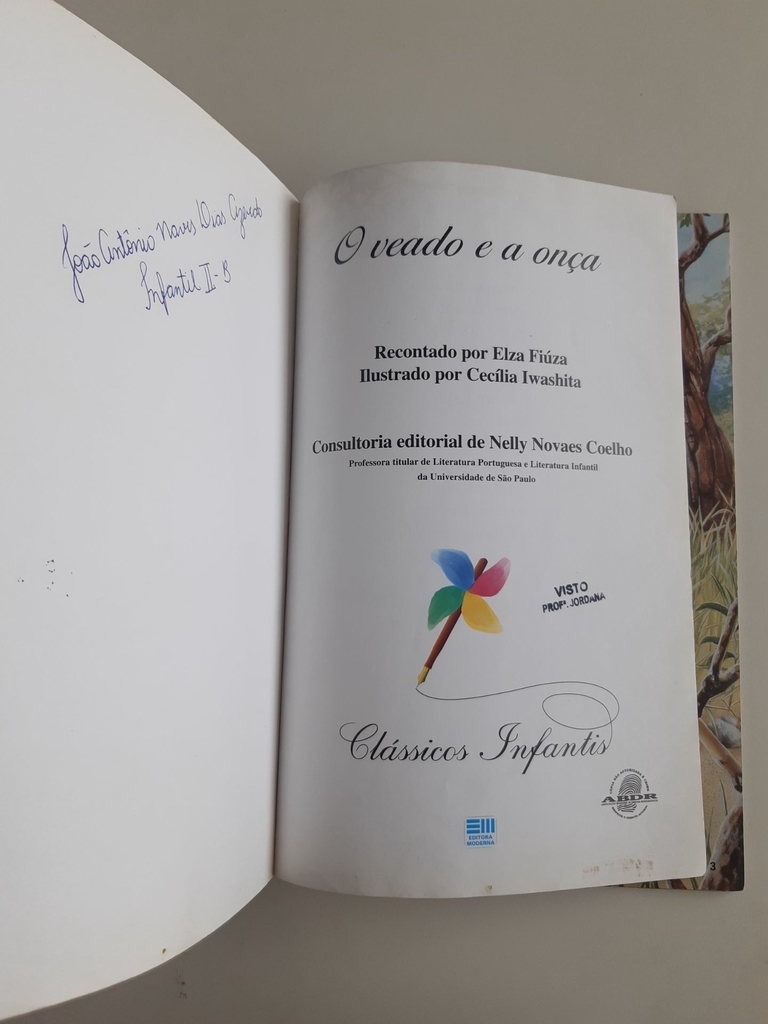 João Antônio Naves Dias Azevedo
Infantil II-B
O veado e a onça
Recontado por Elza Fiúza
Ilustrado por Cecília Iwashita
Consultoria editorial de Nelly Novaes Coelho
Professora titular de Literatura Portuguesa e Literatura Infantil
da Universidade de São Paulo
VISTO
PROFª. JORDANA
Clássicos Infantis
ABDR
EDITORA
MODERNA
3